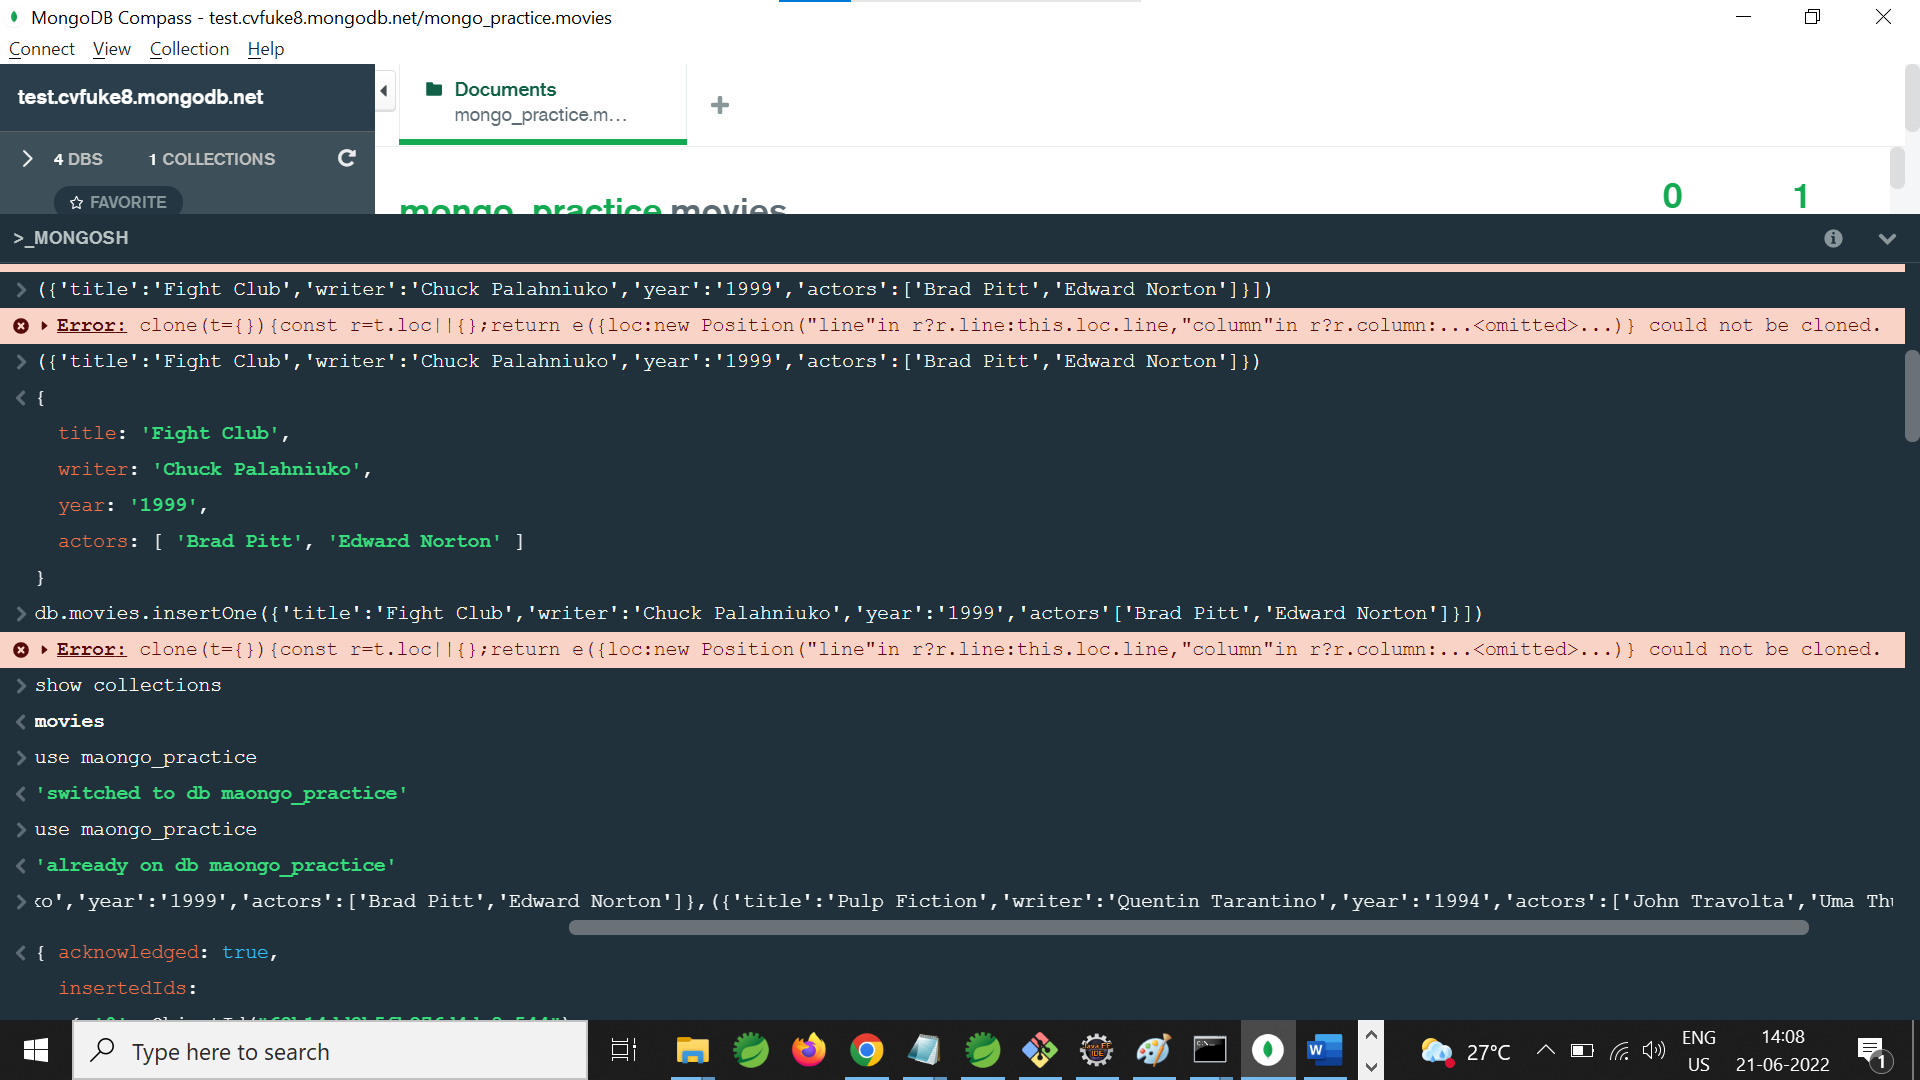 MongoDB Compass - test.cvfuke8.mongodb.net/mongo_practice.movies
Connect View Collection Help
test.cvfuke8.mongodb.net
Documents
mongo_practice.m...
4 DBS 1 COLLECTIONS
FAVORITE
mongo_practice.movies
0 1
>_MONGOSH
({'title':'Fight Club','writer':'Chuck Palahniuko','year':'1999','actors':['Brad Pitt','Edward Norton']}])
Error: clone(t={}){const r=t.loc||{};return e({loc:new Position("line"in r?r.line:this.loc.line,"column"in r?r.column:...<omitted>...)} could not be cloned.
({'title':'Fight Club','writer':'Chuck Palahniuko','year':'1999','actors':['Brad Pitt','Edward Norton']})
{
title: 'Fight Club',
writer: 'Chuck Palahniuko',
year: '1999',
actors: [ 'Brad Pitt', 'Edward Norton' ]
}
db.movies.insertOne({'title':'Fight Club','writer':'Chuck Palahniuko','year':'1999','actors'['Brad Pitt','Edward Norton']}])
Error: clone(t={}){const r=t.loc||{};return e({loc:new Position("line"in r?r.line:this.loc.line,"column"in r?r.column:...<omitted>...)} could not be cloned.
show collections
movies
use maongo_practice
'switched to db maongo_practice'
use maongo_practice
'already on db maongo_practice'
ko','year':'1999','actors':['Brad Pitt','Edward Norton']},({'title':'Pulp Fiction','writer':'Quentin Tarantino','year':'1994','actors':['John Travolta','Uma Thu
{ acknowledged: true,
insertedIds:
Type here to search
27°C
ENG
US
14:08
21-06-2022
1